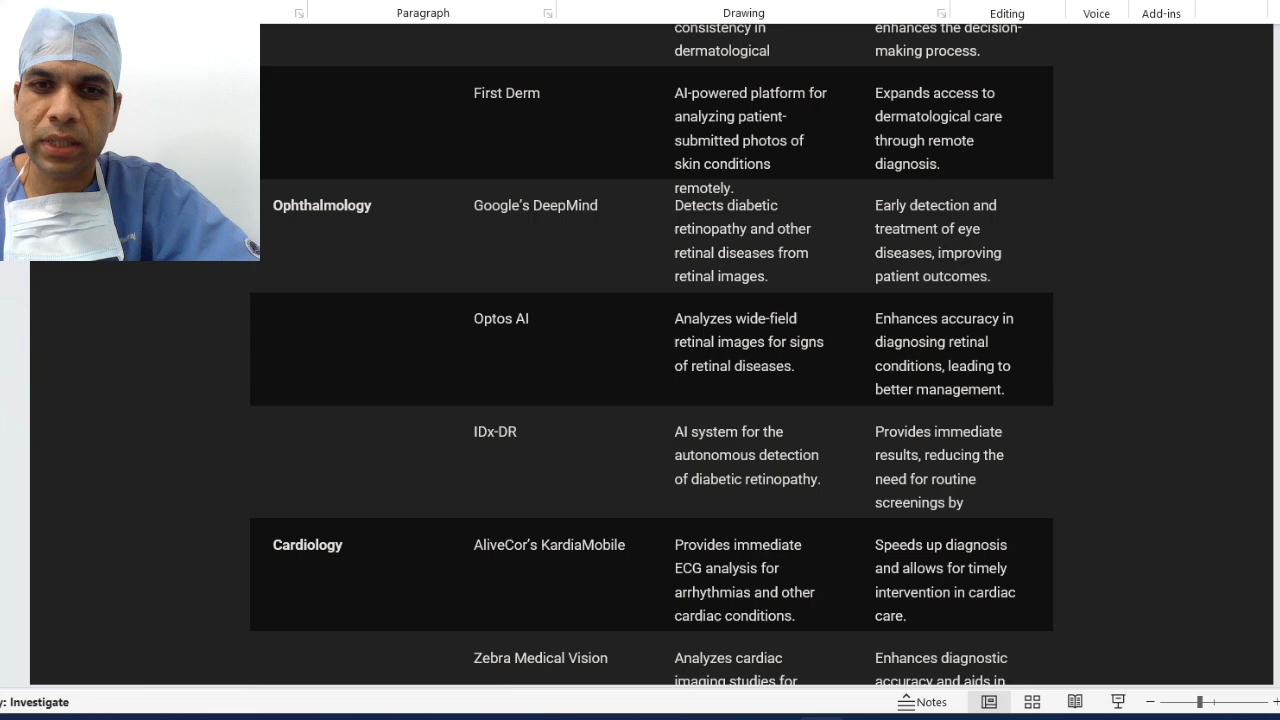 Paragraph
Drawing
Editing
Voice
Add-ins
consistency in
dermatological
enhances the decision-
making process.
First Derm
AI-powered platform for
analyzing patient-
submitted photos of
skin conditions
remotely.
Expands access to
dermatological care
through remote
diagnosis.
Ophthalmology
Google’s DeepMind
Detects diabetic
retinopathy and other
retinal diseases from
retinal images.
Early detection and
treatment of eye
diseases, improving
patient outcomes.
Optos AI
Analyzes wide-field
retinal images for signs
of retinal diseases.
Enhances accuracy in
diagnosing retinal
conditions, leading to
better management.
IDx-DR
AI system for the
autonomous detection
of diabetic retinopathy.
Provides immediate
results, reducing the
need for routine
screenings by
Cardiology
AliveCor’s KardiaMobile
Provides immediate
ECG analysis for
arrhythmias and other
cardiac conditions.
Speeds up diagnosis
and allows for timely
intervention in cardiac
care.
Zebra Medical Vision
Analyzes cardiac
imaging studies for
Enhances diagnostic
accuracy and aids in
y: Investigate
Notes